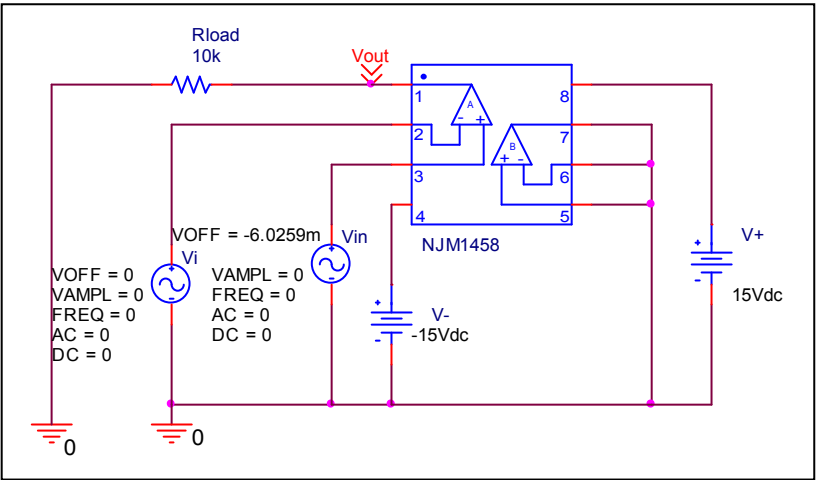 Rload
10k
Vout
1
8
A
- +
2
7
B
+ -
3
6
4
5
NJM1458
VOFF = -6.0259m
Vin
Vi
VOFF = 0
VAMPL = 0
FREQ = 0
AC = 0
DC = 0
VAMPL = 0
FREQ = 0
AC = 0
DC = 0
+
-
+
-
+
V-
-15Vdc
-
+
V+
15Vdc
-
0
0